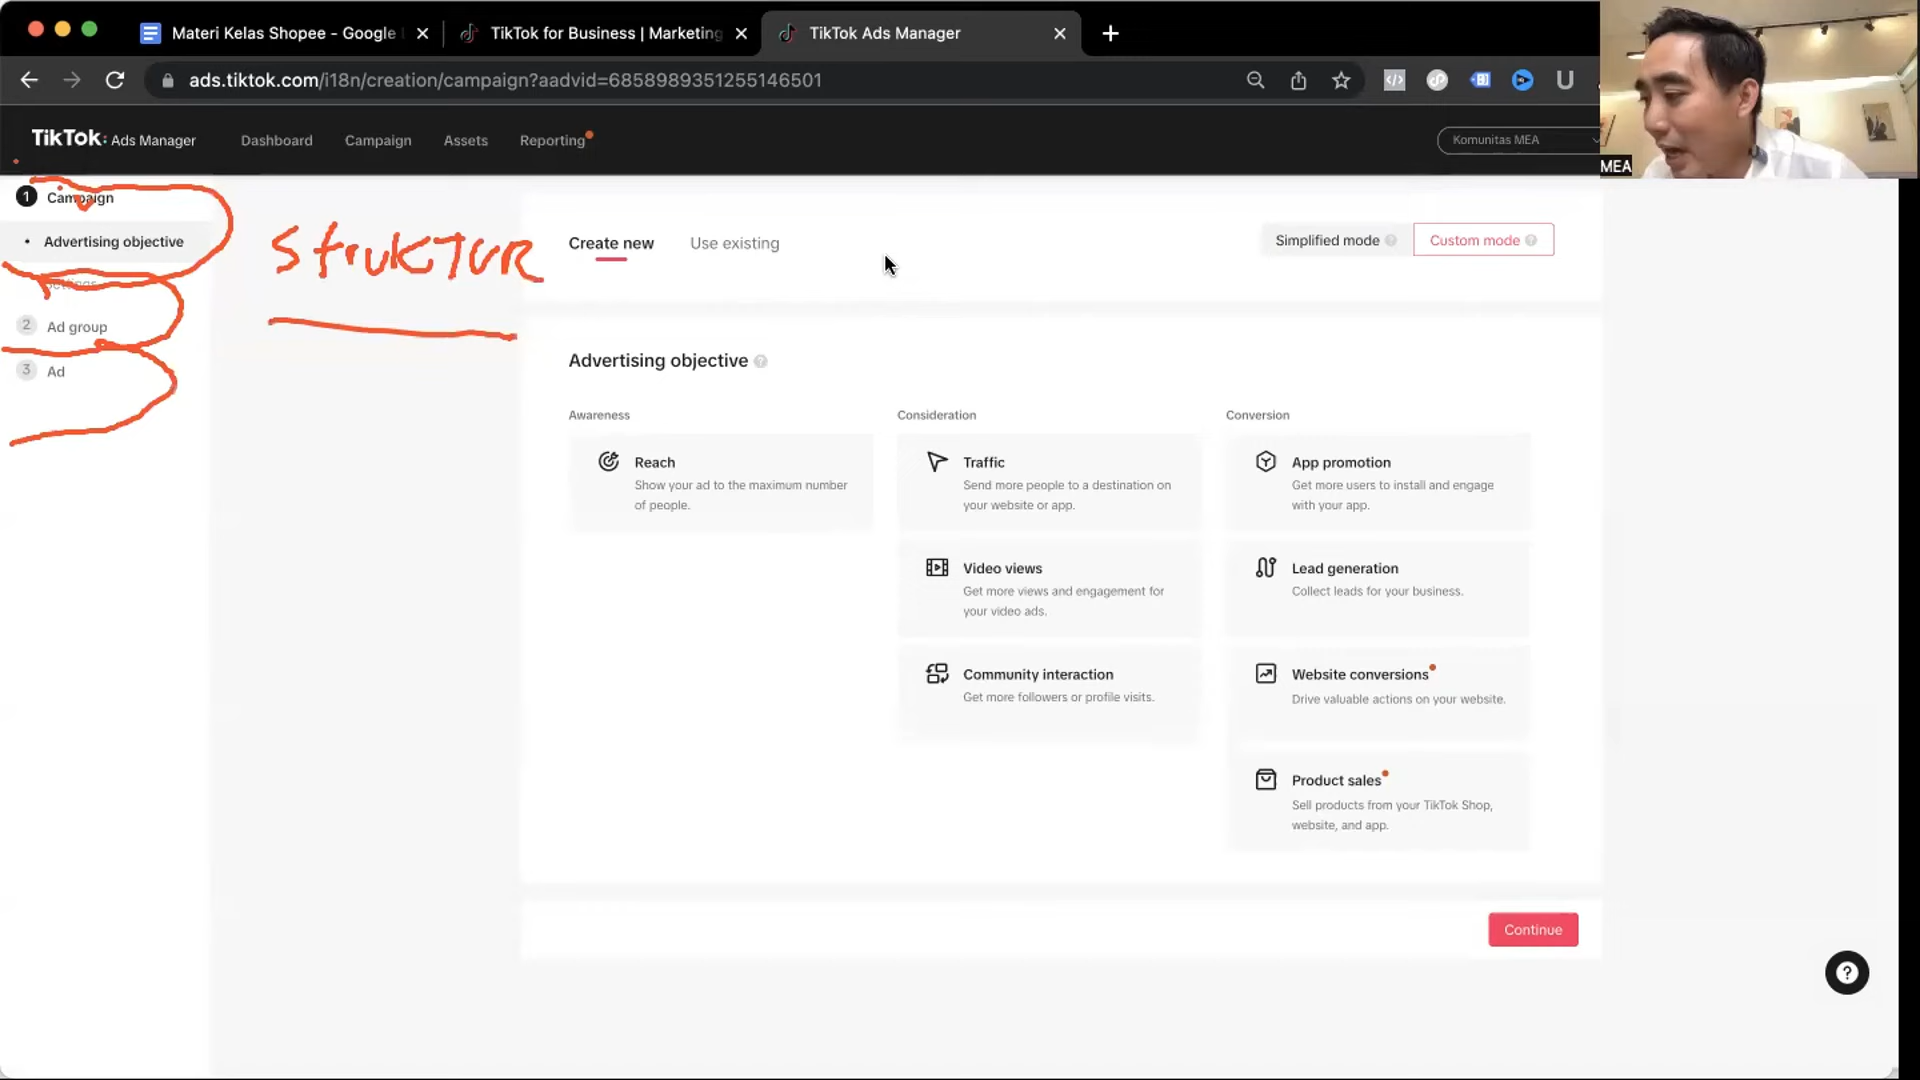 Materi Kelas Shopee - Google
TikTok for Business | Marketing
TikTok Ads Manager
ads.tiktok.com/i18n/creation/campaign?aadvid=6858989351255146501
TikTok: Ads Manager
Dashboard
Campaign
Assets
Reporting
Komunitas MEA
MEA
1 Campaign
• Advertising objective
Settings
2 Ad group
3 Ad
STRUKTUR
Create new
Use existing
Simplified mode
Custom mode
Advertising objective
Awareness
Reach
Show your ad to the maximum number
of people.
Consideration
Traffic
Send more people to a destination on
your website or app.
Video views
Get more views and engagement for
your video ads.
Community interaction
Get more followers or profile visits.
Conversion
App promotion
Get more users to install and engage
with your app.
Lead generation
Collect leads for your business.
Website conversions
Drive valuable actions on your website.
Product sales
Sell products from your TikTok Shop,
website, and app.
Continue